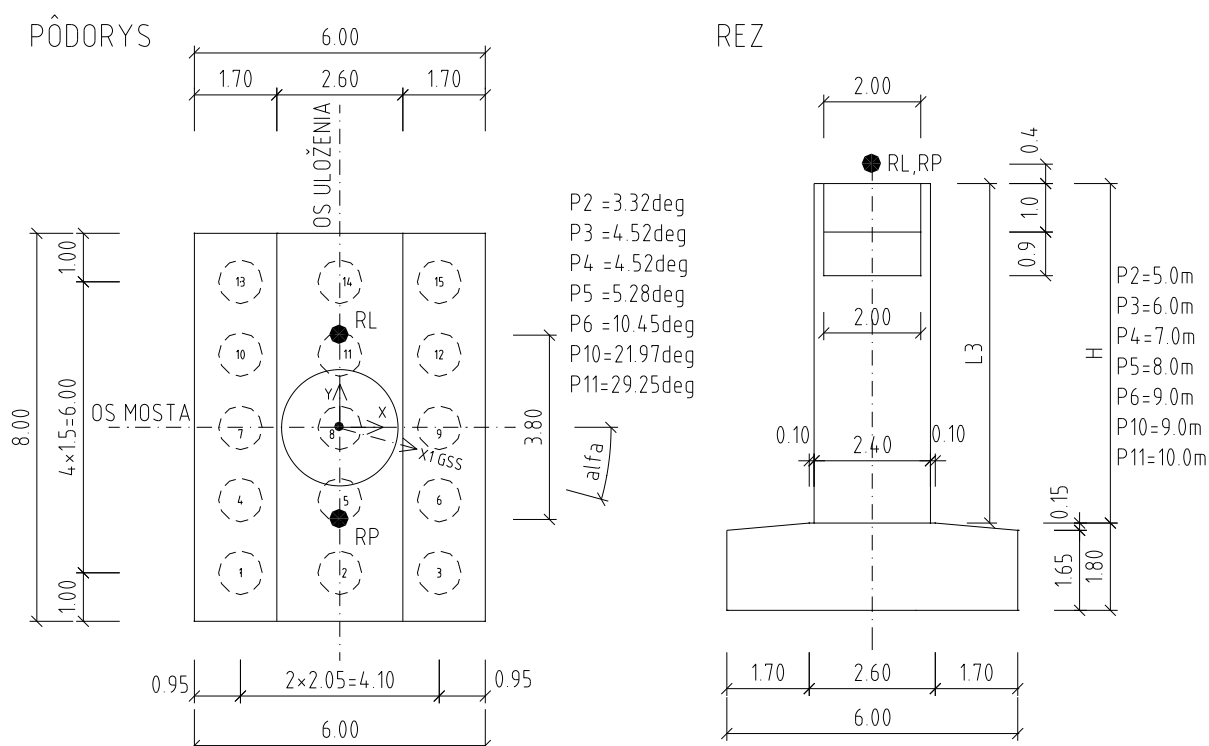 PÔDORYS
6.00
1.70
2.60
1.70
OS ULOŽENIA
8.00
1.00
4×1.5=6.00
1.00
OS MOSTA
13
14
15
RL
10
11
12
Y
X
7
8
9
X1 GSS
4
5
6
RP
1
2
3
3.80
alfa
0.95
2×2.05=4.10
0.95
6.00
P2 =3.32deg
P3 =4.52deg
P4 =4.52deg
P5 =5.28deg
P6 =10.45deg
P10=21.97deg
P11=29.25deg
REZ
2.00
RL,RP
0.4
1.0
0.9
2.00
L3
H
P2=5.0m
P3=6.0m
P4=7.0m
P5=8.0m
P6=9.0m
P10=9.0m
P11=10.0m
0.10
2.40
0.10
0.15
1.65
1.80
1.70
2.60
1.70
6.00